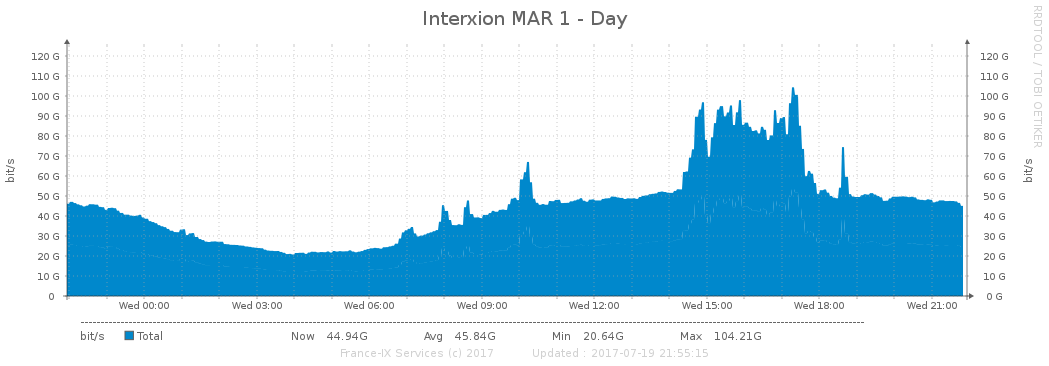 Interxion MAR 1 - Day
RRDTOOL / TOBI OETIKER
120 G 120 G
110 G 110 G
100 G 100 G
90 G 90 G
80 G 80 G
70 G 70 G
60 G 60 G
50 G 50 G
40 G 40 G
30 G 30 G
20 G 20 G
10 G 10 G
0 0 G
bit/s
bit/s
Wed 00:00 Wed 03:00 Wed 06:00 Wed 09:00 Wed 12:00 Wed 15:00 Wed 18:00 Wed 21:00
bit/s Total Now 44.94G Avg 45.84G Min 20.64G Max 104.21G
France-IX Services (c) 2017 Updated : 2017-07-19 21:55:15